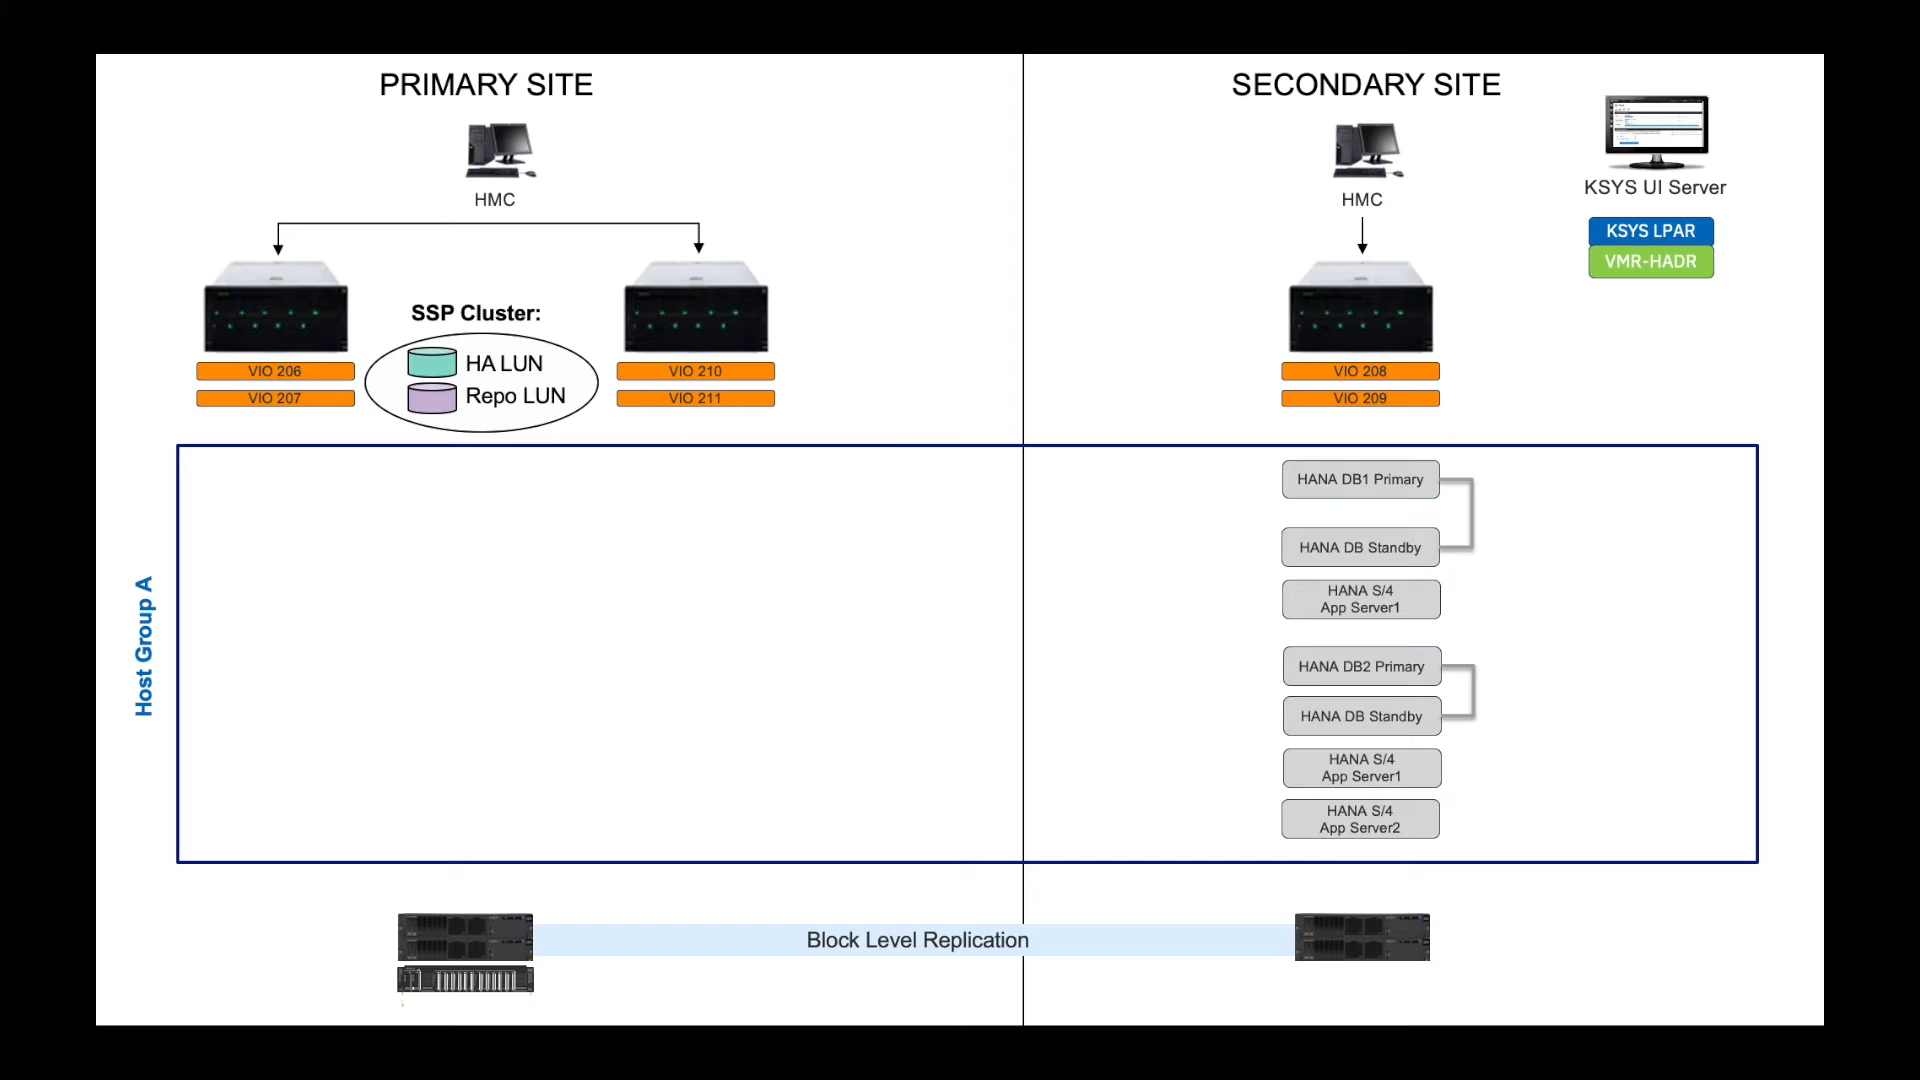 PRIMARY SITE
SECONDARY SITE
HMC
HMC
KSYS UI Server
KSYS LPAR
VMR-HADR
SSP Cluster:
HA LUN
Repo LUN
VIO 206
VIO 207
VIO 210
VIO 211
VIO 208
VIO 209
Host Group A
HANA DB1 Primary
HANA DB Standby
HANA S/4
App Server1
HANA DB2 Primary
HANA DB Standby
HANA S/4
App Server1
HANA S/4
App Server2
Block Level Replication